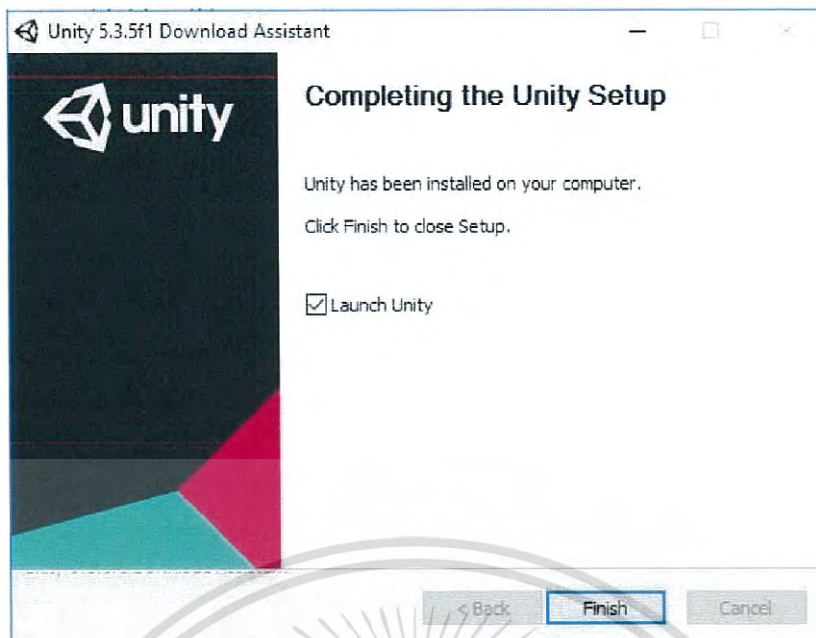 Unity 5.3.5f1 Download Assistant
unity
Completing the Unity Setup
Unity has been installed on your computer.
Click Finish to close Setup.
Launch Unity
< Back
Finish
Cancel